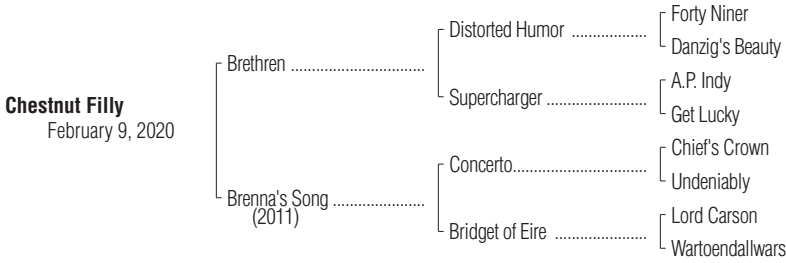 Forty Niner
Distorted Humor ..................
Danzig's Beauty
Brethren ................................
A.P. Indy
Supercharger ........................
Get Lucky
Chestnut Filly
February 9, 2020
Chief's Crown
Concerto................................
Undeniably
Brenna's Song ......................
(2011)
Lord Carson
Bridget of Eire ......................
Wartoendallwars